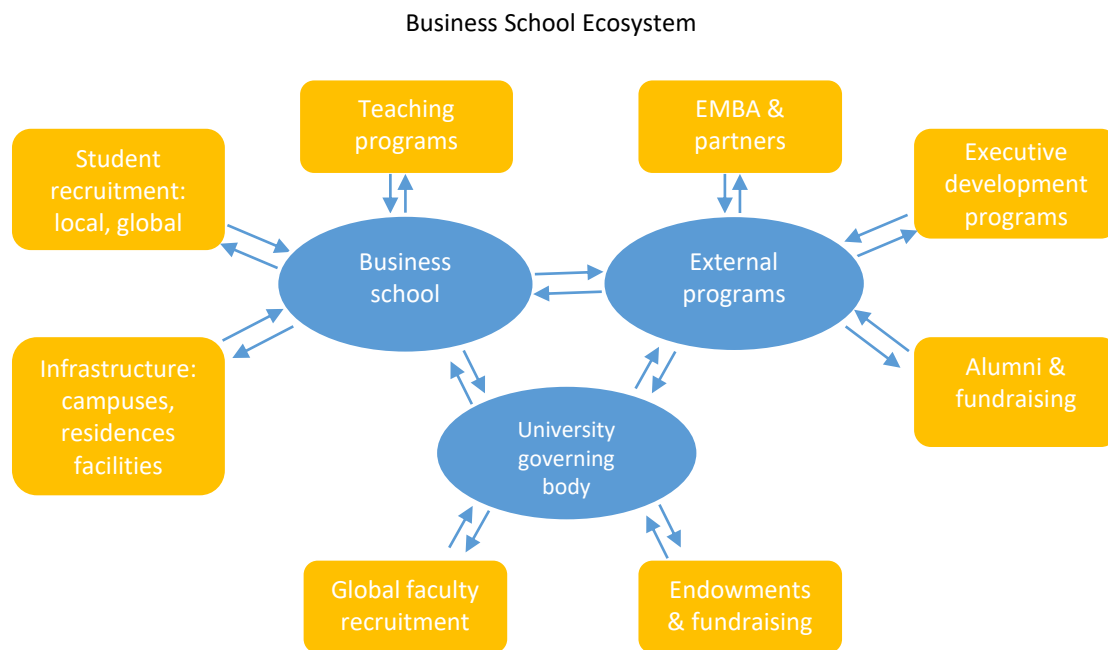 Business School Ecosystem
Teaching
programs
EMBA &
partners
Student
recruitment:
local, global
Executive
development
programs
Business
school
External
programs
Infrastructure:
campuses,
residences
facilities
Alumni &
fundraising
University
governing
body
Global faculty
recruitment
Endowments
& fundraising